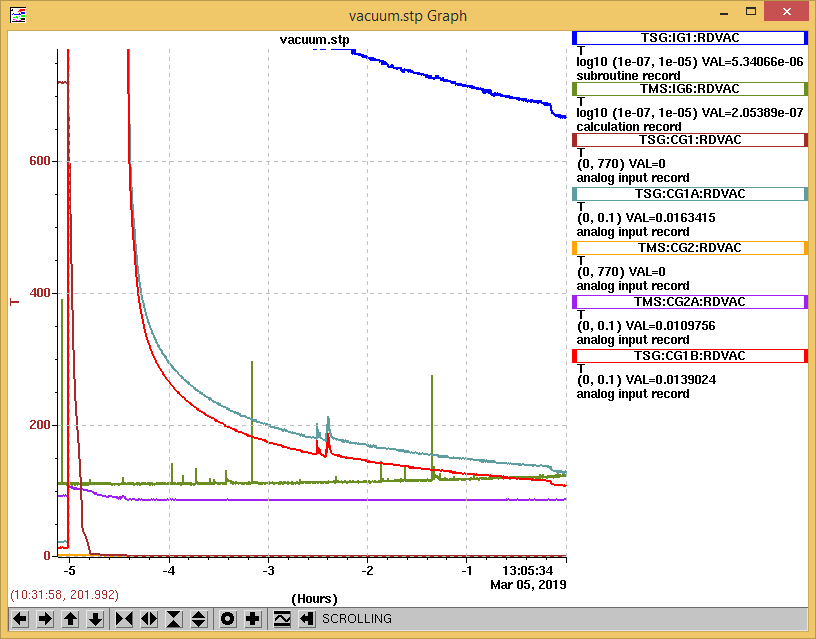 vacuum.stp Graph
vacuum.stp
600
400
200
0
T
-5
-4
-3
-2
-1
13:05:34
Mar 05, 2019
(Hours)
(10:31:58, 201.992)
TSG:IG1:RDVAC
T
log10 (1e-07, 1e-05) VAL=5.34066e-06
subroutine record
TMS:IG6:RDVAC
T
log10 (1e-07, 1e-05) VAL=2.05389e-07
calculation record
TSG:CG1:RDVAC
T
(0, 770) VAL=0
analog input record
TSG:CG1A:RDVAC
T
(0, 0.1) VAL=0.0163415
analog input record
TMS:CG2:RDVAC
T
(0, 770) VAL=0
analog input record
TMS:CG2A:RDVAC
T
(0, 0.1) VAL=0.0109756
analog input record
TSG:CG1B:RDVAC
T
(0, 0.1) VAL=0.0139024
analog input record
SCROLLING